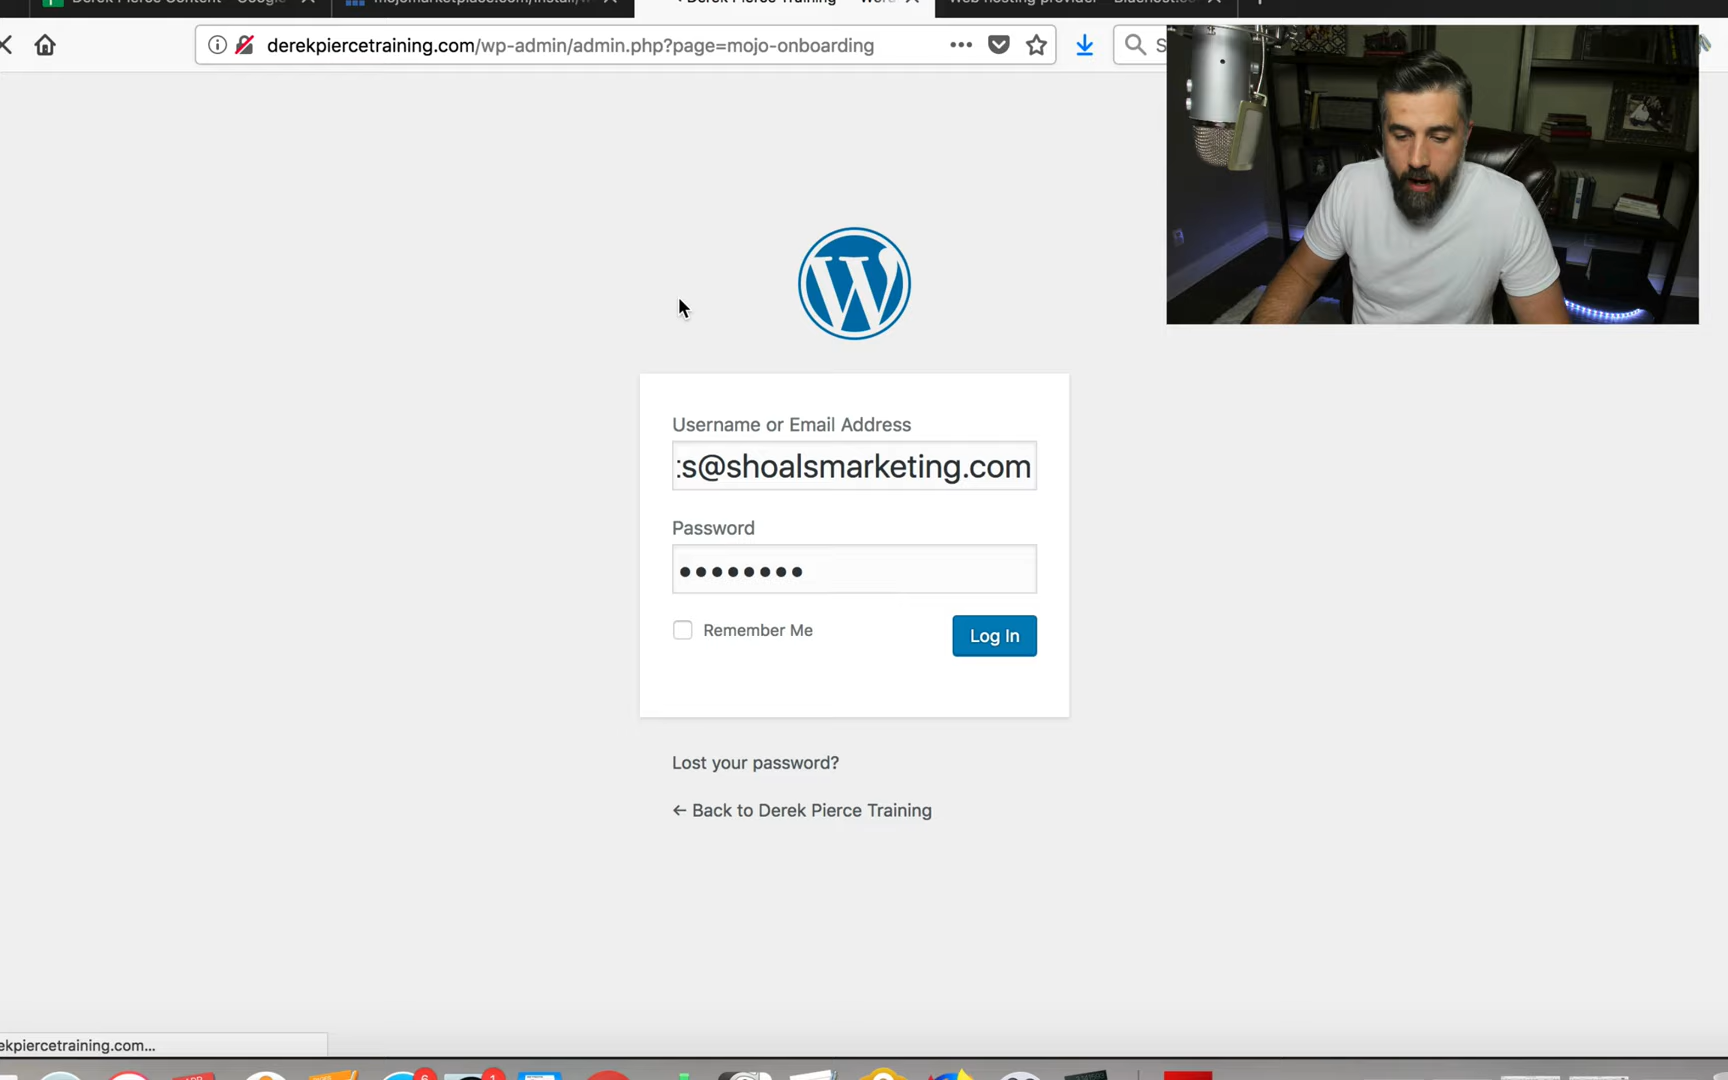 derekpiercetraining.com/wp-admin/admin.php?page=mojo-onboarding
S
Username or Email Address
ts@shoalsmarketing.com
Password
Remember Me
Log In
Lost your password?
← Back to Derek Pierce Training
ekpiercetraining.com...